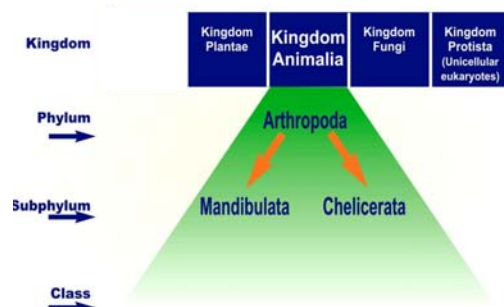 Kingdom
Kingdom
Plantae
Kingdom
Animalia
Kingdom
Fungi
Kingdom
Protista
(Unicellular
eukaryotes)
Phylum
Arthropoda
Subphylum
Mandibulata
Chelicerata
Class